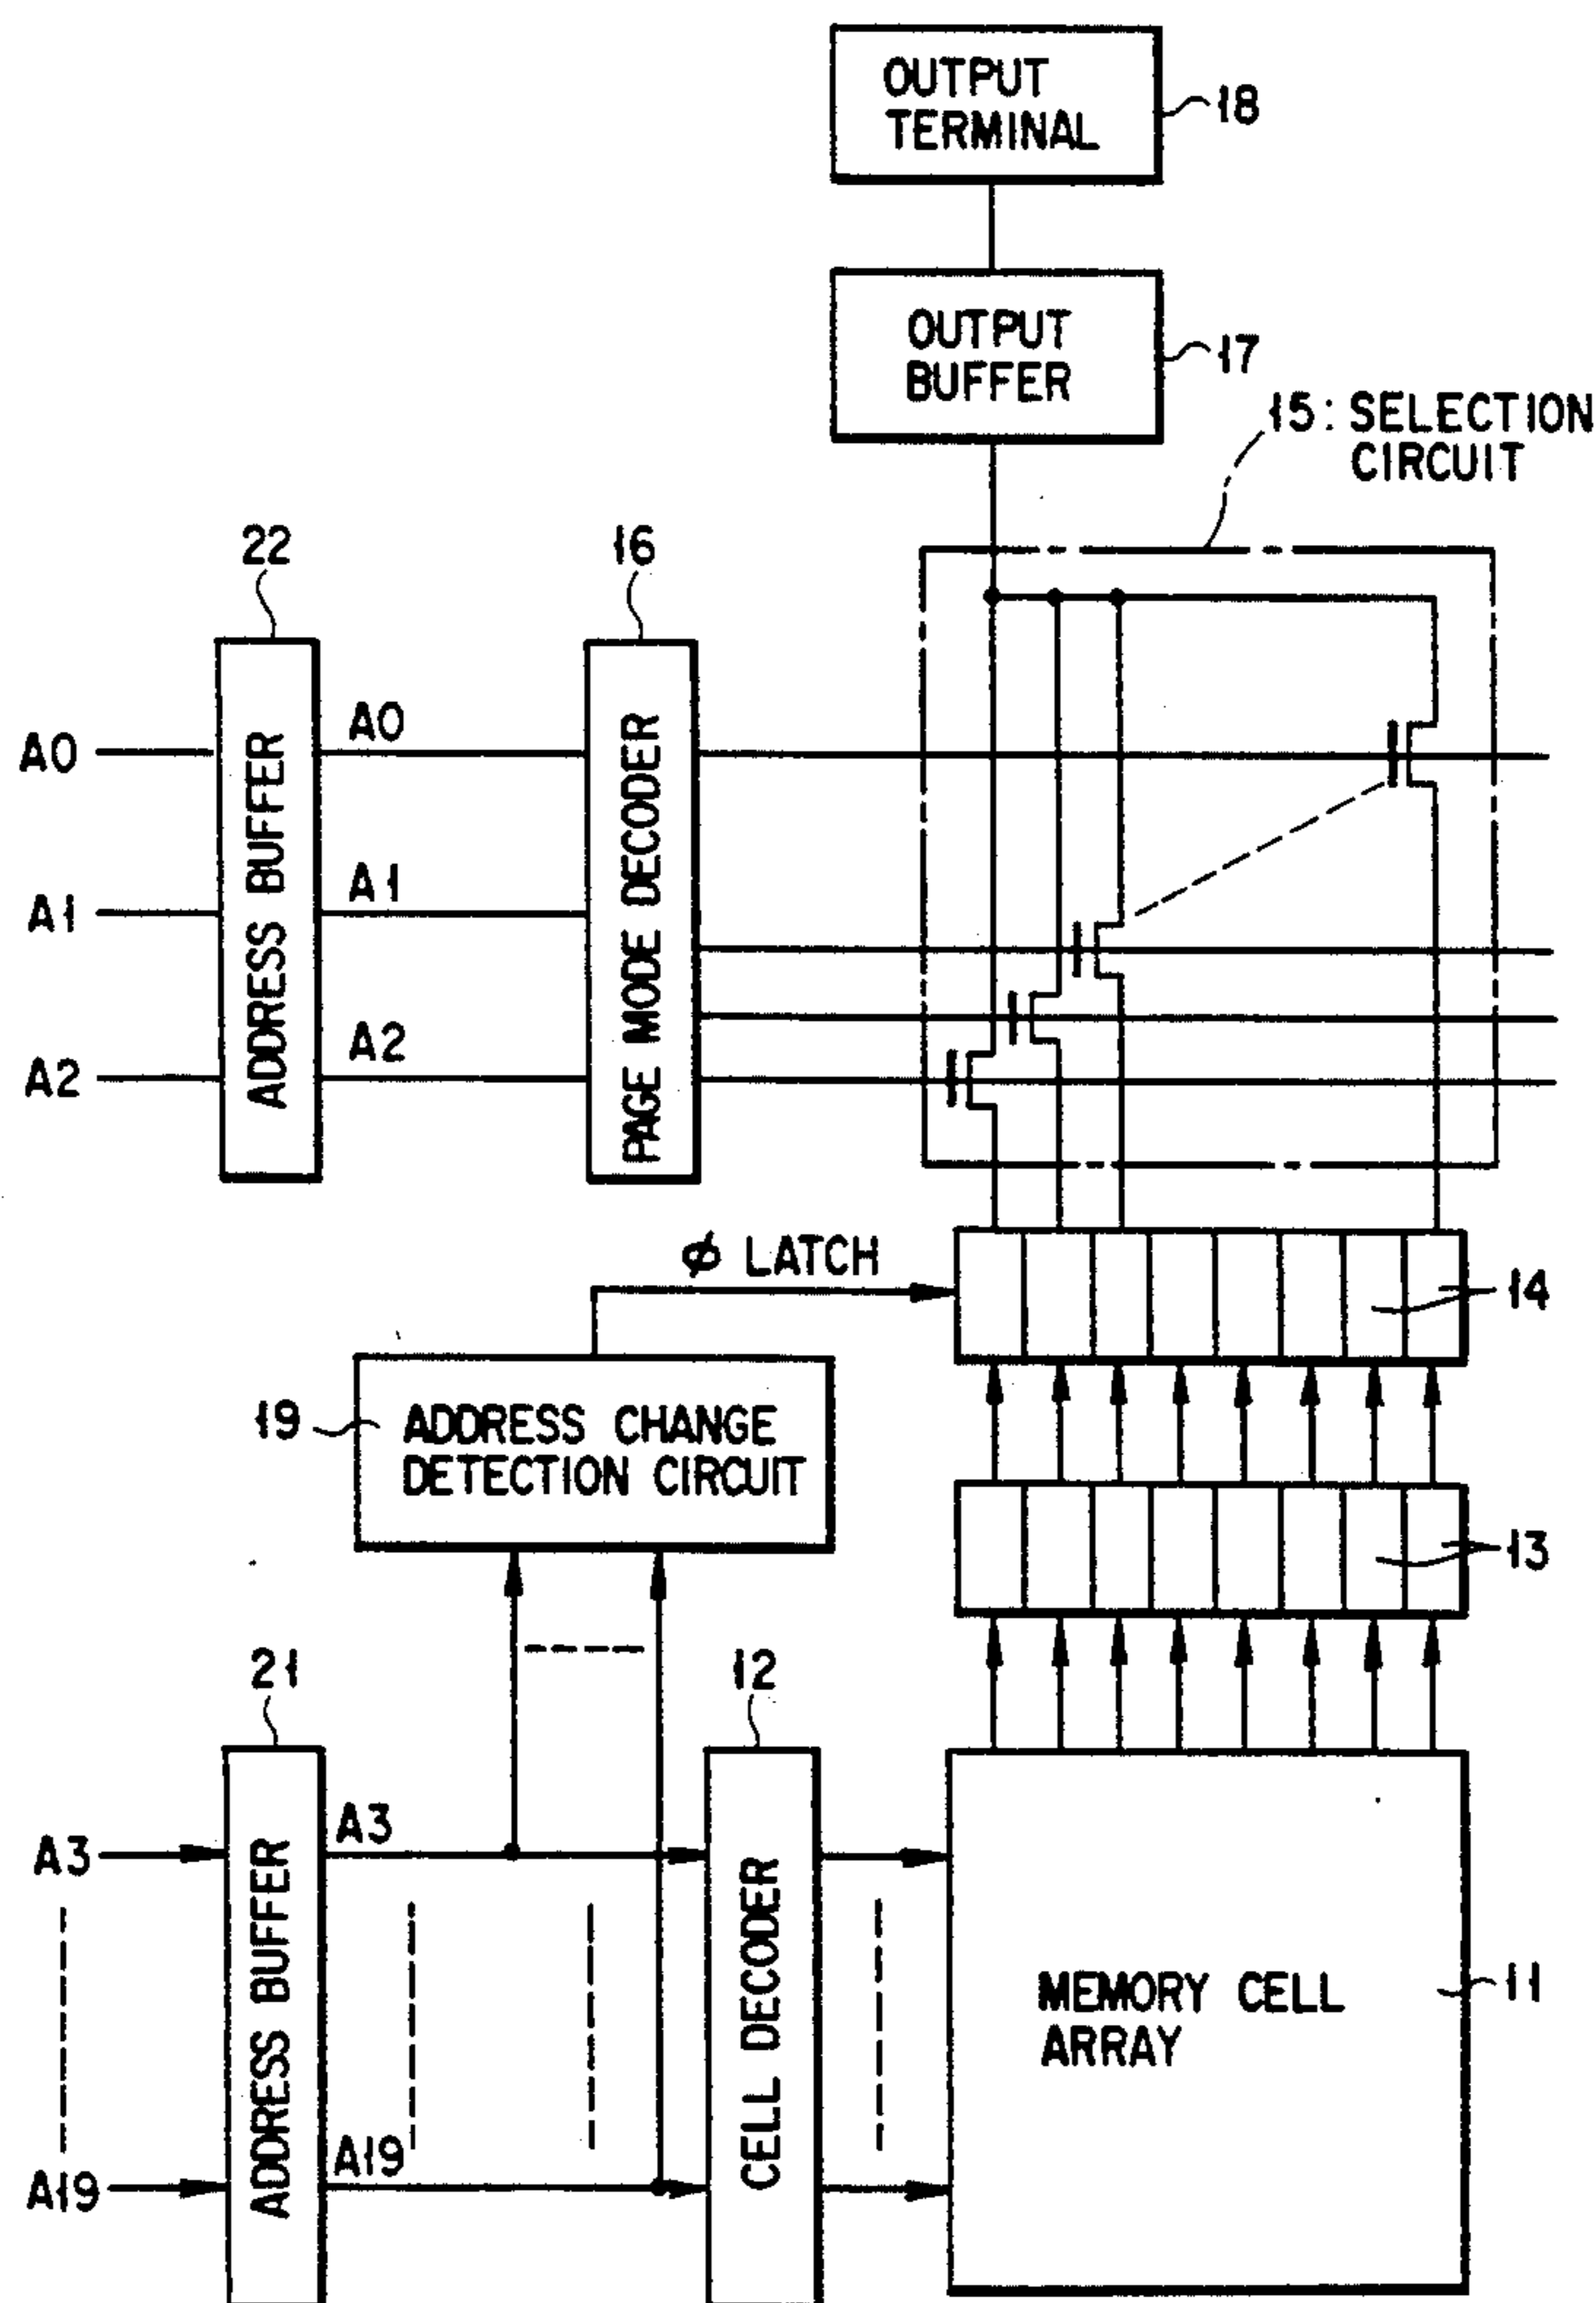 OUTPUT
TERMINAL
18
OUTPUT
BUFFER
17
15: SELECTION
CIRCUIT
22
16
A0
A0
A1
A1
A2
A2
ADDRESS BUFFER
PAGE MODE DECODER
ϕ LATCH
14
19
ADDRESS CHANGE
DETECTION CIRCUIT
13
21
12
A3
A3
ADDRESS BUFFER
CELL DECODER
MEMORY CELL
ARRAY
11
A19
A19